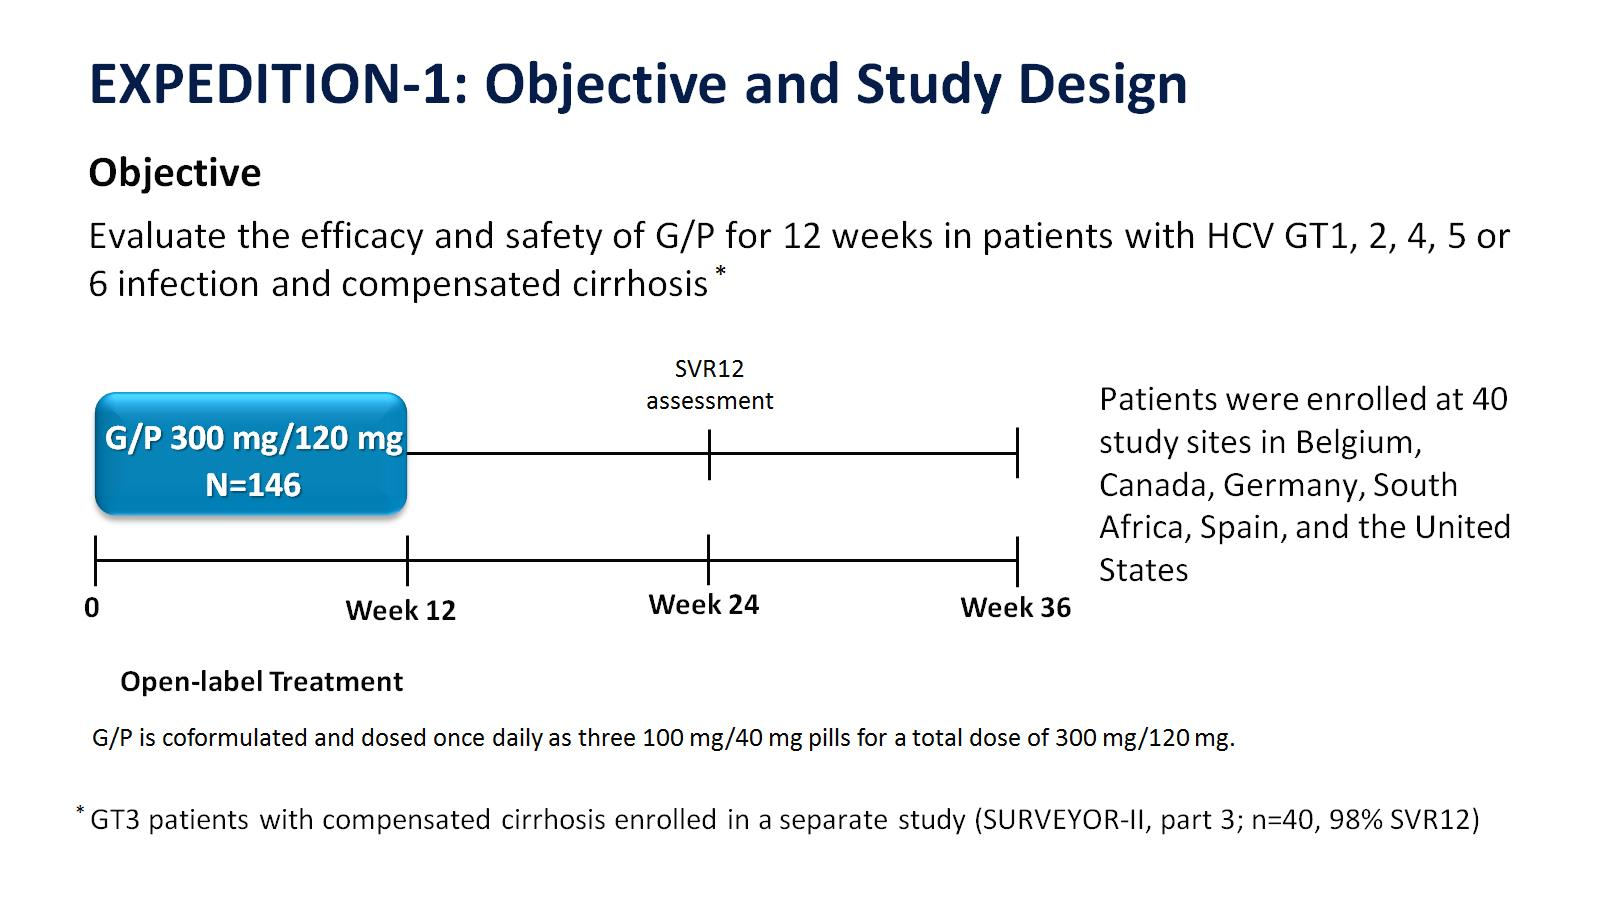 EXPEDITION-1: Objective and Study Design
Objective
Evaluate the efficacy and safety of G/P for 12 weeks in patients with HCV GT1, 2, 4, 5 or
6 infection and compensated cirrhosis *
SVR12
assessment
G/P 300 mg/120 mg
N=146
Patients were enrolled at 40
study sites in Belgium,
Canada, Germany, South
Africa, Spain, and the United
States
0
Week 12
Week 24
Week 36
Open-label Treatment
G/P is coformulated and dosed once daily as three 100 mg/40 mg pills for a total dose of 300 mg/120 mg.
* GT3 patients with compensated cirrhosis enrolled in a separate study (SURVEYOR-II, part 3; n=40, 98% SVR12)